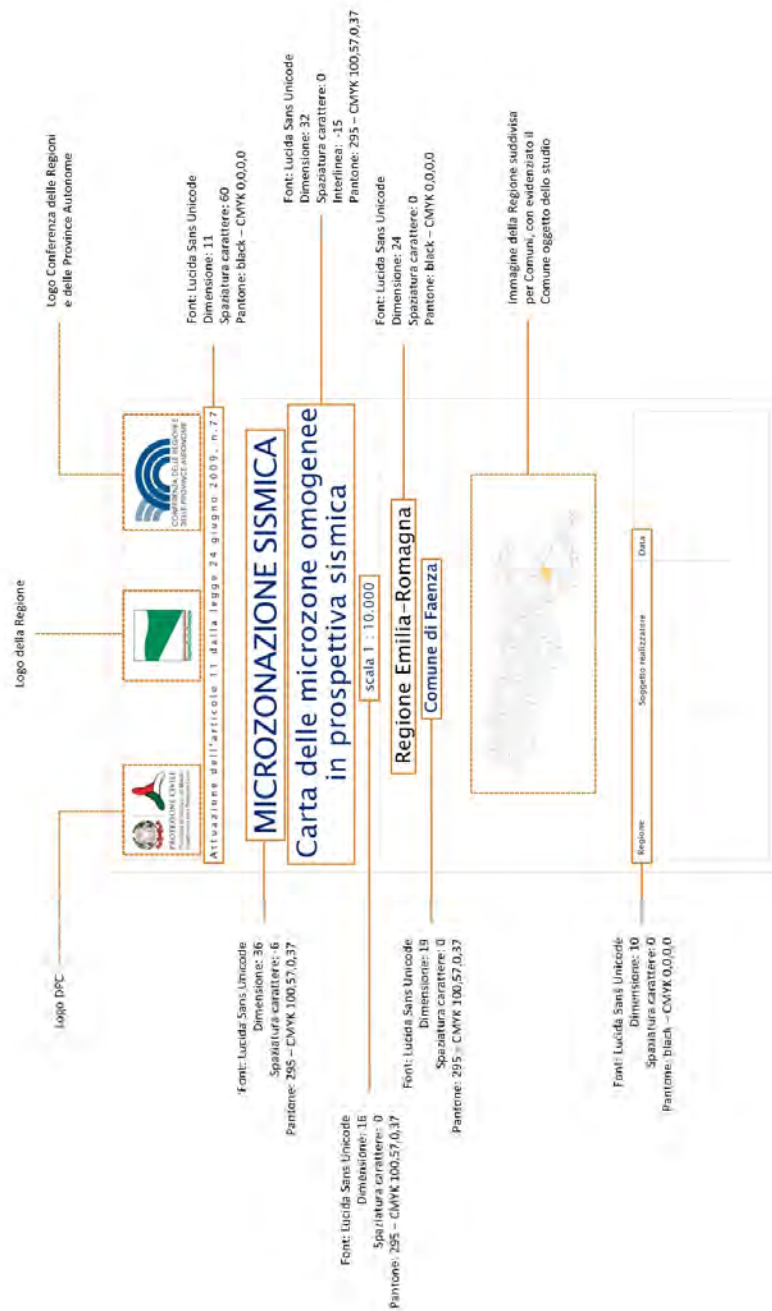 Logo DPC
Logo della Regione
Logo Conferenza delle Regioni
e delle Province Autonome
PROTEZIONE CIVILE
CONFERENZA DELLE REGIONI E
DELLE PROVINCE AUTONOME
Attuazione dell'articolo 11 dalla legge 24 giugno 2009, n.77
Font: Lucida Sans Unicode
Dimensione: 11
Spaziatura carattere: 60
Pantone: black – CMYK 0,0,0,0
MICROZONAZIONE SISMICA
Font: Lucida Sans Unicode
Dimensione: 36
Spaziatura carattere: -6
Pantone: 295 – CMYK 100,57,0,37
Carta delle microzone omogenee
in prospettiva sismica
Font: Lucida Sans Unicode
Dimensione: 32
Spaziatura carattere: 0
Interlinea: -15
Pantone: 295 – CMYK 100,57,0,37
scala 1 : 10.000
Font: Lucida Sans Unicode
Dimensione: 16
Spaziatura carattere: 0
Pantone: 295 – CMYK 100,57,0,37
Regione Emilia-Romagna
Font: Lucida Sans Unicode
Dimensione: 24
Spaziatura carattere: 0
Pantone: black – CMYK 0,0,0,0
Comune di Faenza
Font: Lucida Sans Unicode
Dimensione: 19
Spaziatura carattere: 0
Pantone: 295 – CMYK 100,57,0,37
Immagine della Regione suddivisa
per Comuni, con evidenziato il
Comune oggetto dello studio
Regione Soggetto realizzatore Data
Font: Lucida Sans Unicode
Dimensione: 10
Spaziatura carattere: 0
Pantone: black – CMYK 0,0,0,0